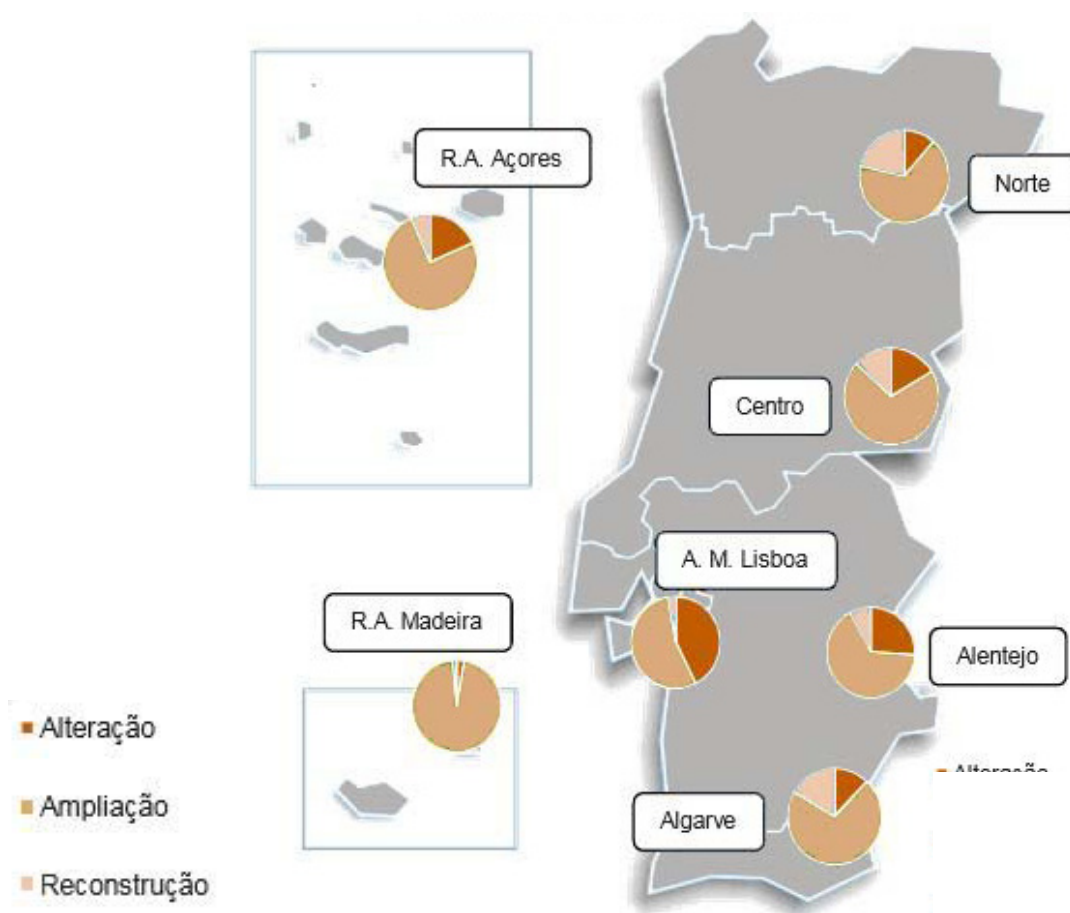 R.A. Açores
Norte
Centro
A. M. Lisboa
R.A. Madeira
Alentejo
Alteração
Ampliação
Algarve
Reconstrução